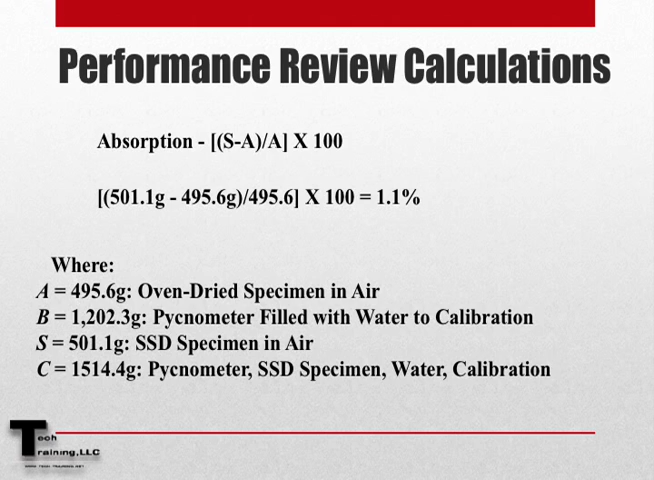 Performance Review Calculations
Absorption - [(S-A)/A] X 100
[(501.1g - 495.6g)/495.6] X 100 = 1.1%
Where:
A = 495.6g: Oven-Dried Specimen in Air
B = 1,202.3g: Pycnometer Filled with Water to Calibration
S = 501.1g: SSD Specimen in Air
C = 1514.4g: Pycnometer, SSD Specimen, Water, Calibration
Tech
Training, LLC